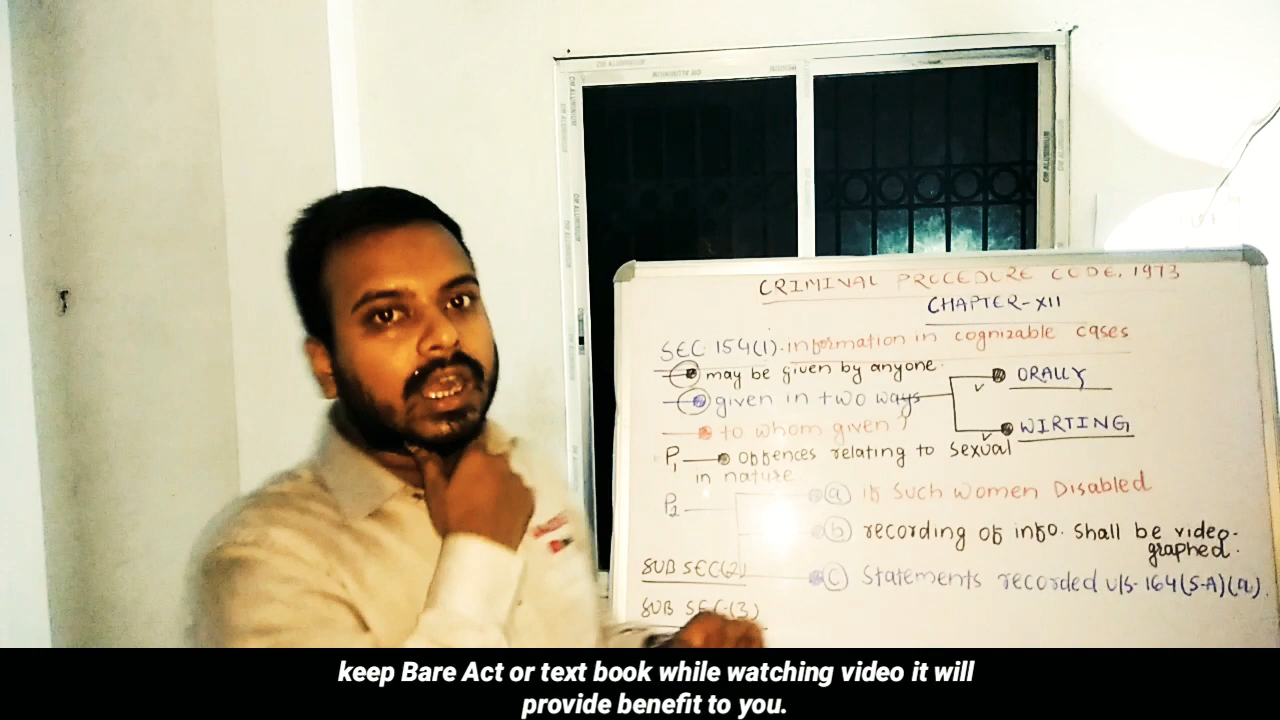 CRIMINAL PROCEDURE CODE, 1973
CHAPTER-XII
SEC. 154(1). information in cognizable cases
may be given by anyone.
given in two ways
ORALLY
WIRTING
to whom given ?
P1 offences relating to sexual
in nature
P2
(a) if Such Women Disabled
(b) recording of info. shall be video-
graphed.
SUB SEC(2)
(c) Statements recorded u/s-164(5-A)(a).
SUB SEC-(3)
keep Bare Act or text book while watching video it will
provide benefit to you.